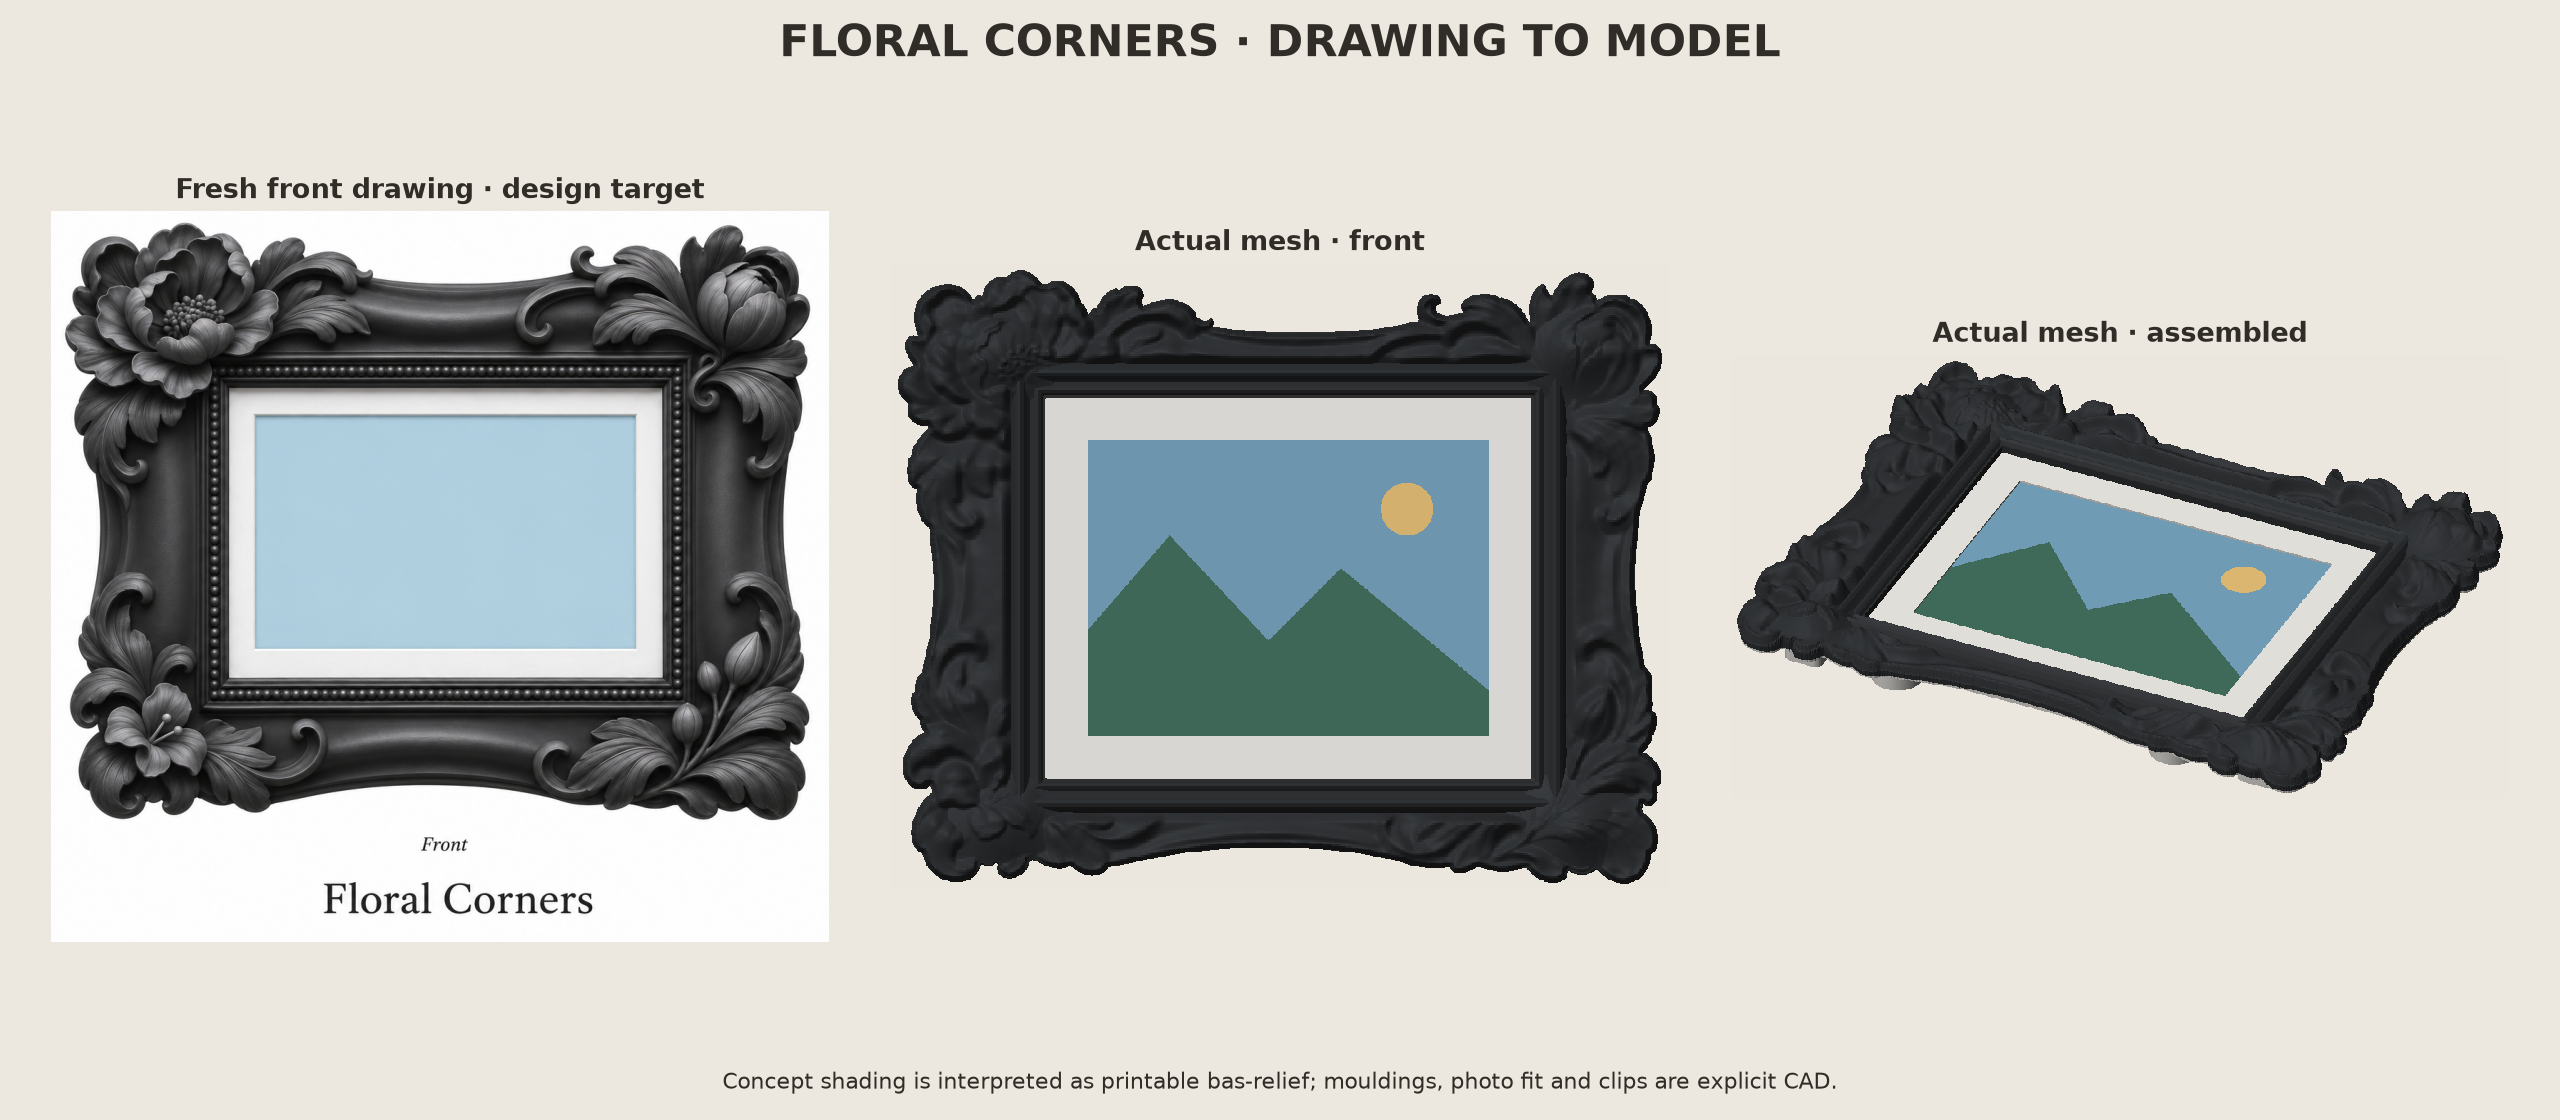 FLORAL CORNERS · DRAWING TO MODEL
Fresh front drawing · design target
Front
Floral Corners
Actual mesh · front
Actual mesh · assembled
Concept shading is interpreted as printable bas-relief; mouldings, photo fit and clips are explicit CAD.